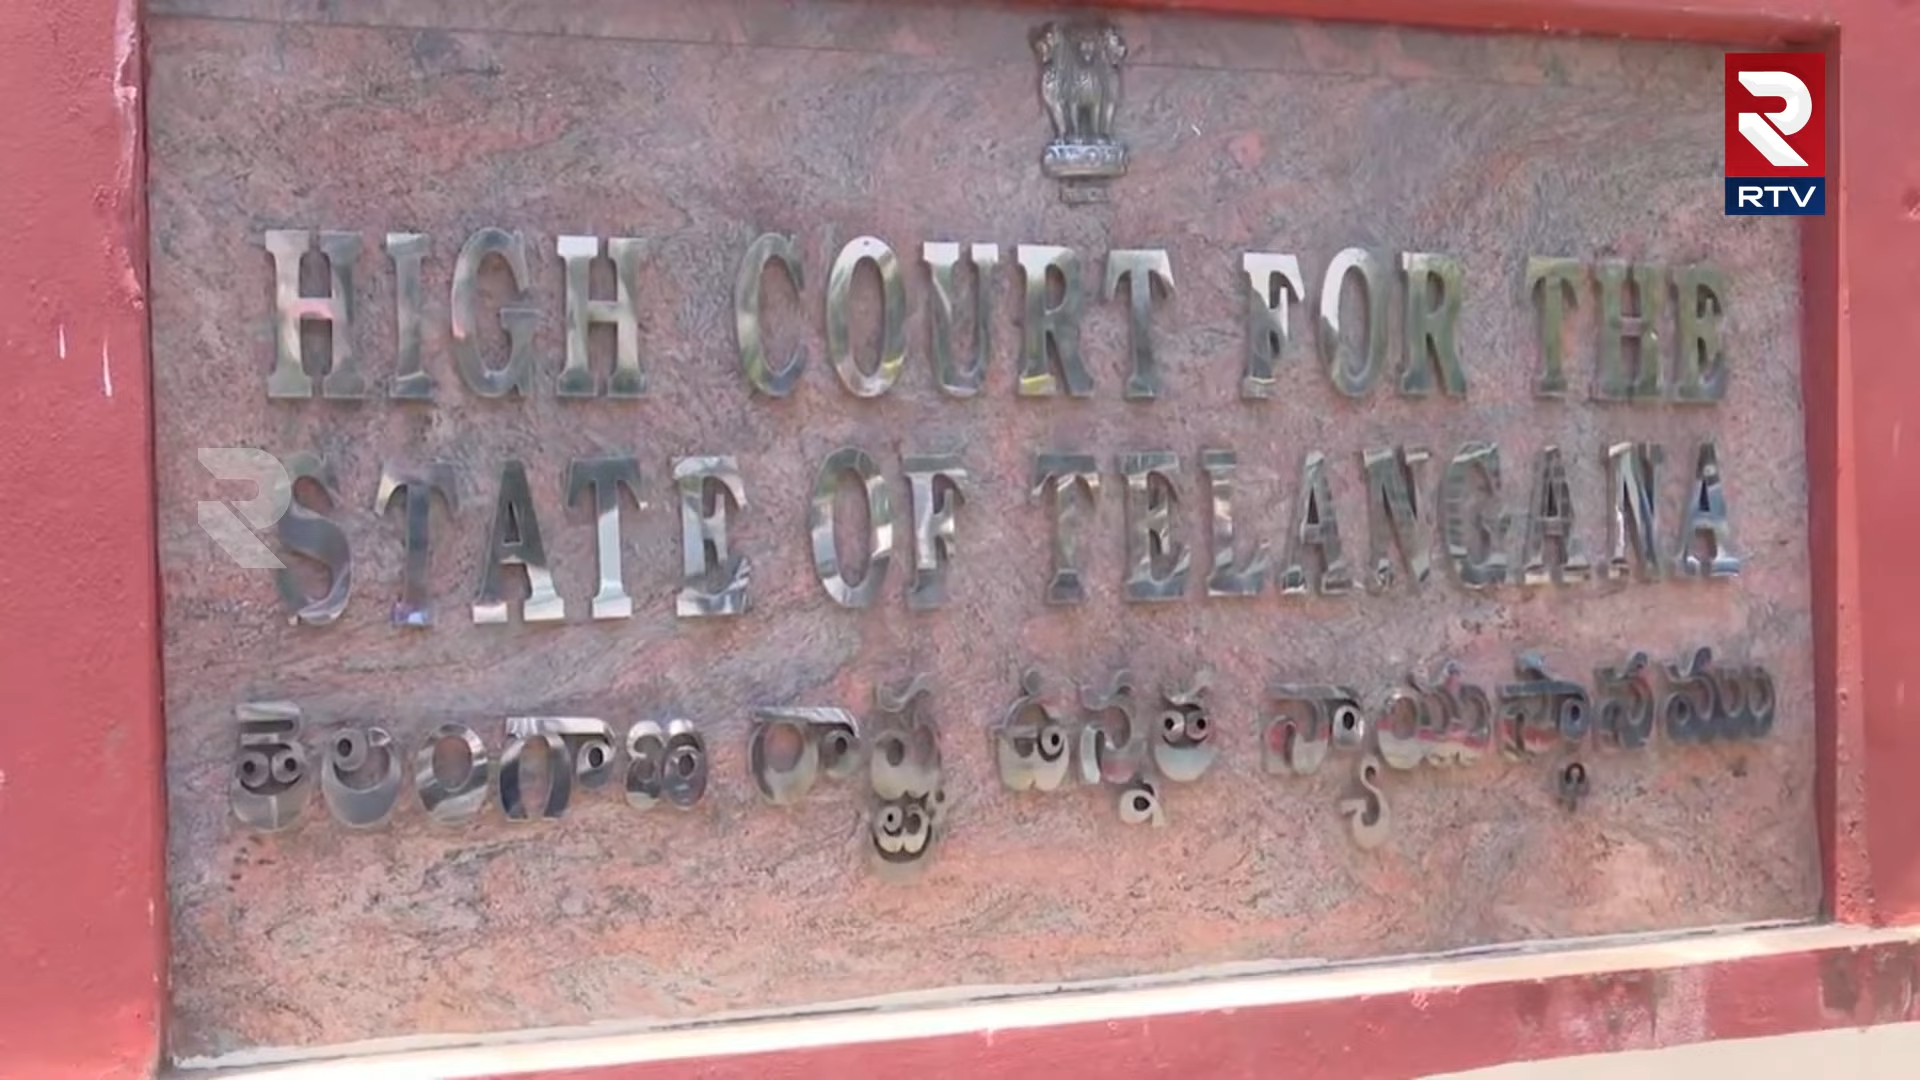 RTV
HIGH COURT FOR THE
STATE OF TELANGANA
తెలంగాణ రాష్ట్ర ఉన్నత న్యాయస్థానము